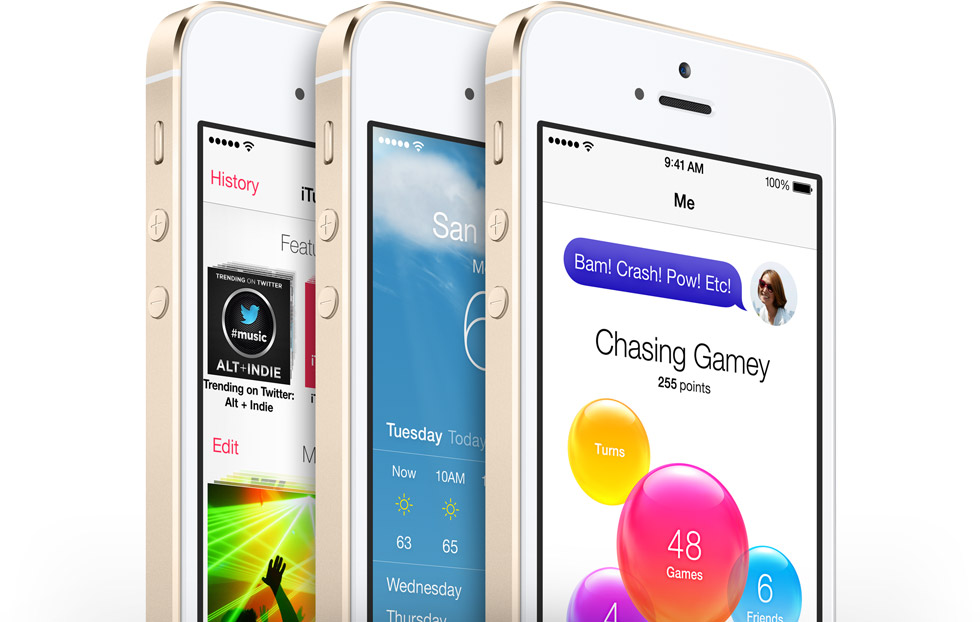 History
TRENDING ON TWITTER
#music
ALT+INDIE
Trending on Twitter:
Alt + Indie
Edit
San
Tuesday Today
Now 10AM
63 65
Wednesday
Thursday
9:41 AM
100%
Me
Bam! Crash! Pow! Etc!
Chasing Gamey
255 points
Turns
48
Games
6
Friends
4